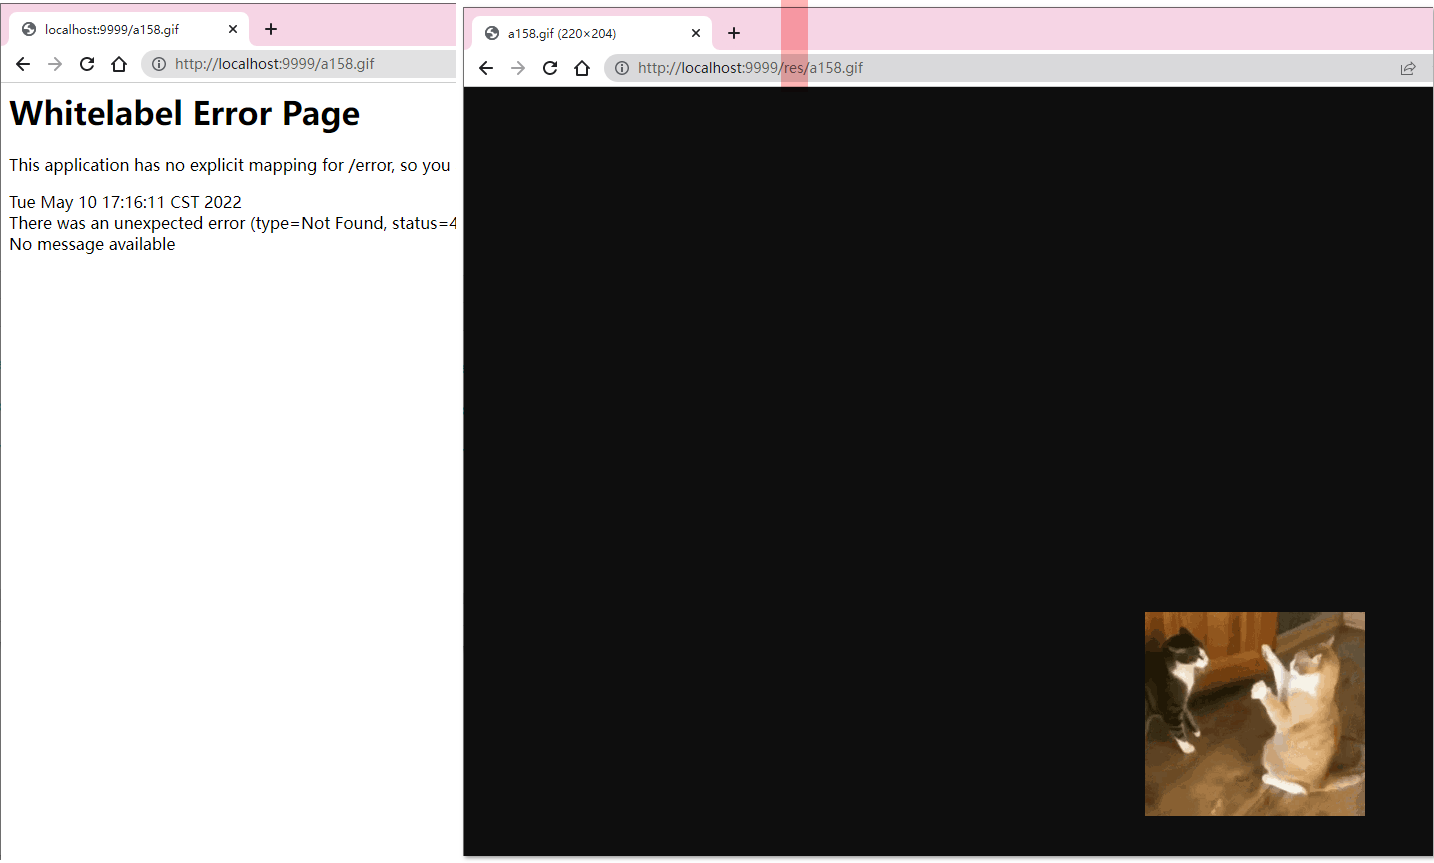 localhost:9999/a158.gif
http://localhost:9999/a158.gif
Whitelabel Error Page
This application has no explicit mapping for /error, so you
Tue May 10 17:16:11 CST 2022
There was an unexpected error (type=Not Found, status=4
No message available
a158.gif (220×204)
http://localhost:9999/res/a158.gif